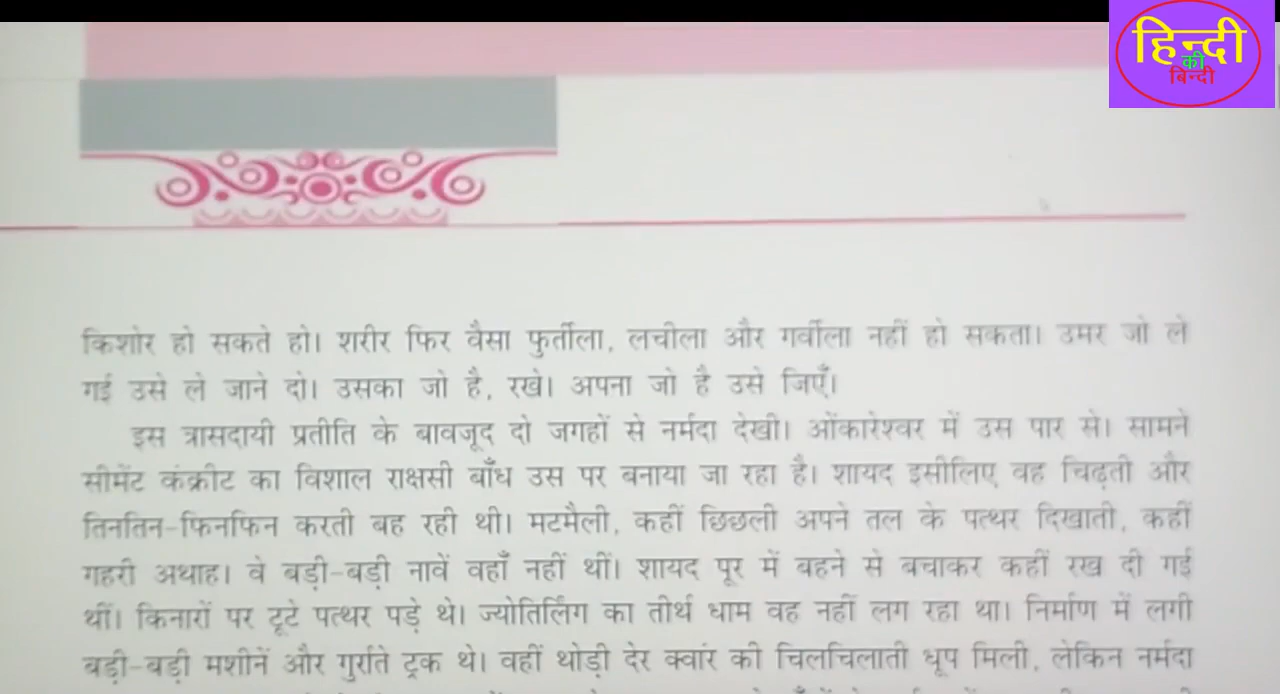 हिन्दी
की
बिन्दी
किशोर हो सकते हो। शरीर फिर वैसा फुर्तीला, लचीला और गर्वीला नहीं हो सकता। उमर जो ले
गई उसे ले जाने दो। उसका जो है, रखे। अपना जो है उसे जिएँ।
इस त्रासदायी प्रतीति के बावजूद दो जगहों से नर्मदा देखी। ओंकारेश्वर में उस पार से। सामने
सीमेंट कंक्रीट का विशाल राक्षसी बाँध उस पर बनाया जा रहा है। शायद इसीलिए वह चिढ़ती और
तिनतिन-फिनफिन करती बह रही थी। मटमैली, कहीं छिछली अपने तल के पत्थर दिखाती, कहीं
गहरी अथाह। वे बड़ी-बड़ी नावें वहाँ नहीं थीं। शायद पूर में बहने से बचाकर कहीं रख दी गई
थीं। किनारों पर टूटे पत्थर पड़े थे। ज्योतिर्लिंग का तीर्थ धाम वह नहीं लग रहा था। निर्माण में लगी
बड़ी-बड़ी मशीनें और गुर्राते ट्रक थे। वहीं थोड़ी देर क्वांर की चिलचिलाती धूप मिली, लेकिन नर्मदा